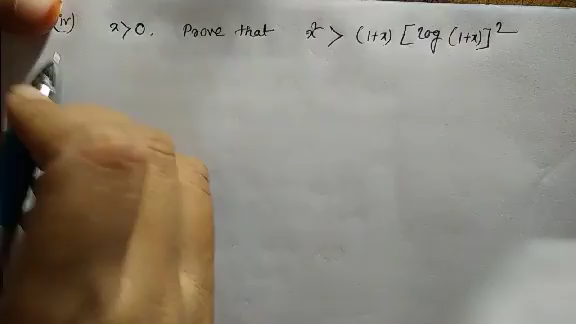 (iv) x>0. Prove that x² > (1+x) [log (1+x)]²